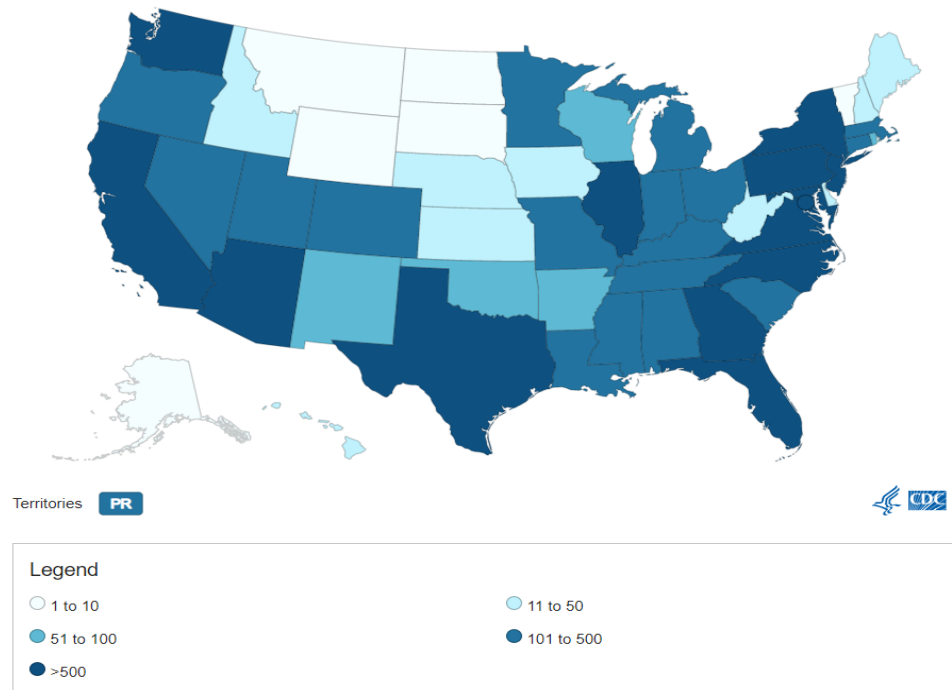 Territories PR
CDC
Legend
1 to 10
11 to 50
51 to 100
101 to 500
>500